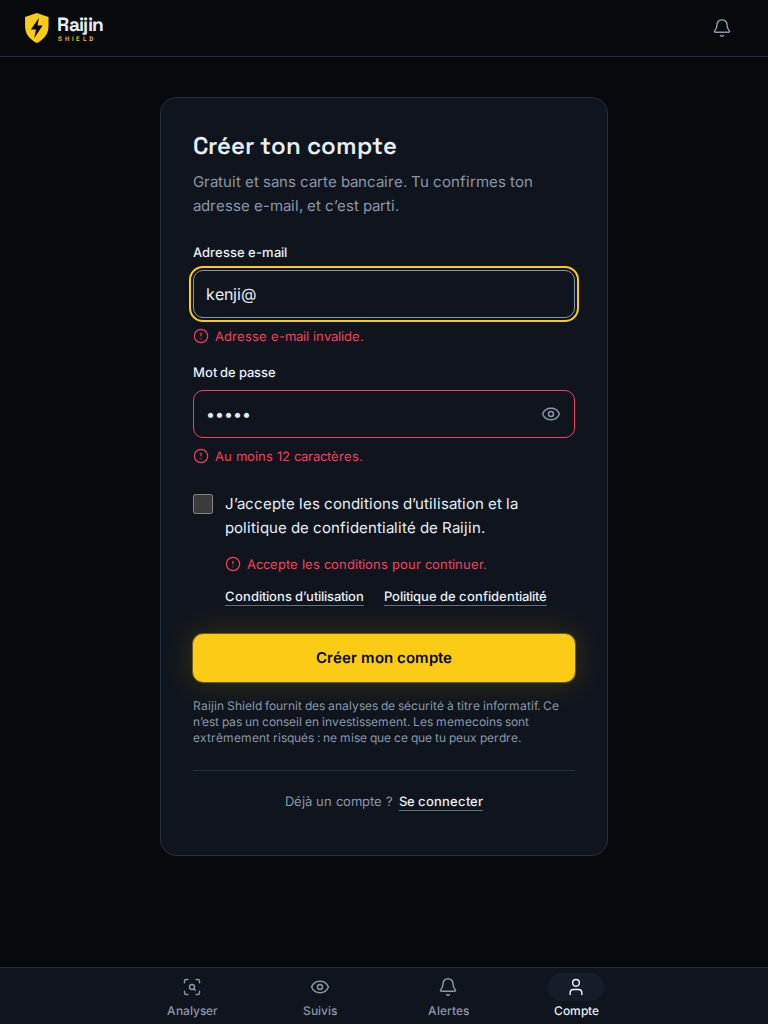 Raijin
SHIELD
Créer ton compte
Gratuit et sans carte bancaire. Tu confirmes ton
adresse e-mail, et c’est parti.
Adresse e-mail
kenji@
Adresse e-mail invalide.
Mot de passe
•••••
Au moins 12 caractères.
J’accepte les conditions d’utilisation et la
politique de confidentialité de Raijin.
Accepte les conditions pour continuer.
Conditions d’utilisation Politique de confidentialité
Créer mon compte
Raijin Shield fournit des analyses de sécurité à titre informatif. Ce
n’est pas un conseil en investissement. Les memecoins sont
extrêmement risqués : ne mise que ce que tu peux perdre.
Déjà un compte ? Se connecter
Analyser Suivis Alertes Compte